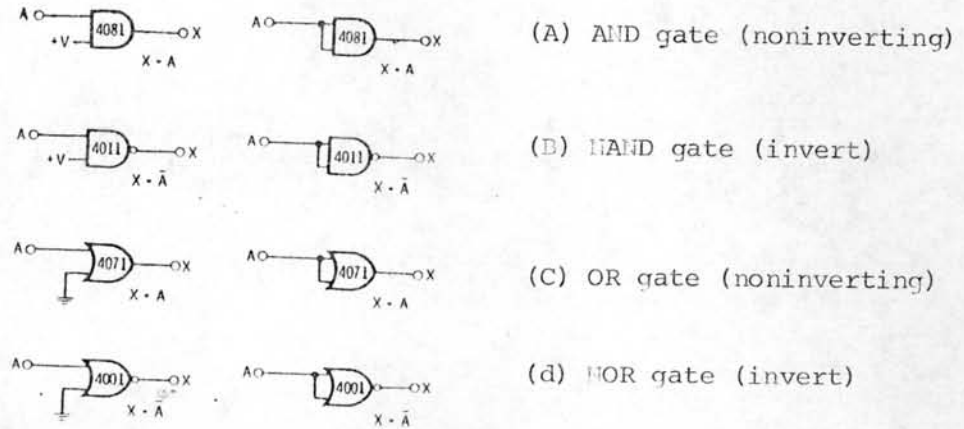 A 4081 X A 4081 X (A) AND gate (noninverting)
+V
X - A X - A
A 4011 X A 4011 X (B) NAND gate (invert)
+V
X - Ā X - Ā
A 4071 X A 4071 X (C) OR gate (noninverting)
X - A X - A
A 4001 X A 4001 X (d) NOR gate (invert)
X - Ā X - Ā